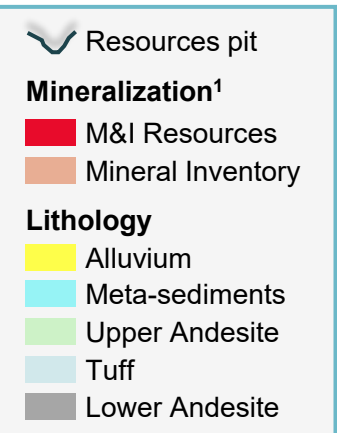 Resources pit
Mineralization¹
M&I Resources
Mineral Inventory
Lithology
Alluvium
Meta-sediments
Upper Andesite
Tuff
Lower Andesite